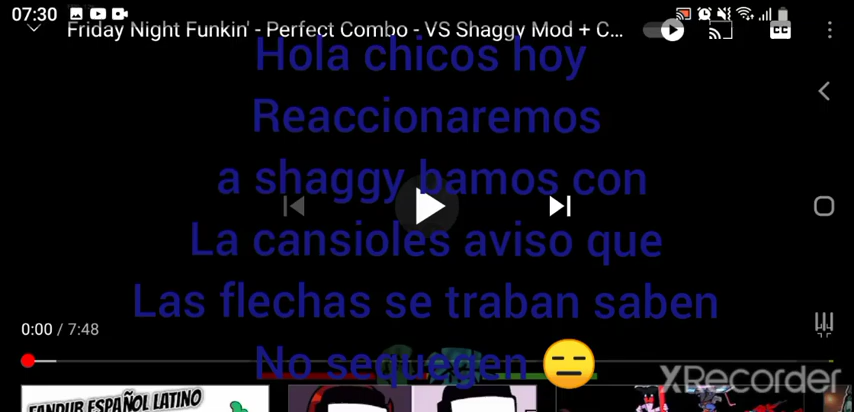 07:30
Friday Night Funkin' - Perfect Combo - VS Shaggy Mod + C...
CC
Hola chicos hoy
Reaccionaremos
a shaggy bamos con
La cansioles aviso que
Las flechas se traban saben
0:00 / 7:48
No sequegen 😑
XRecorder
FANDUB ESPAÑOL LATINO